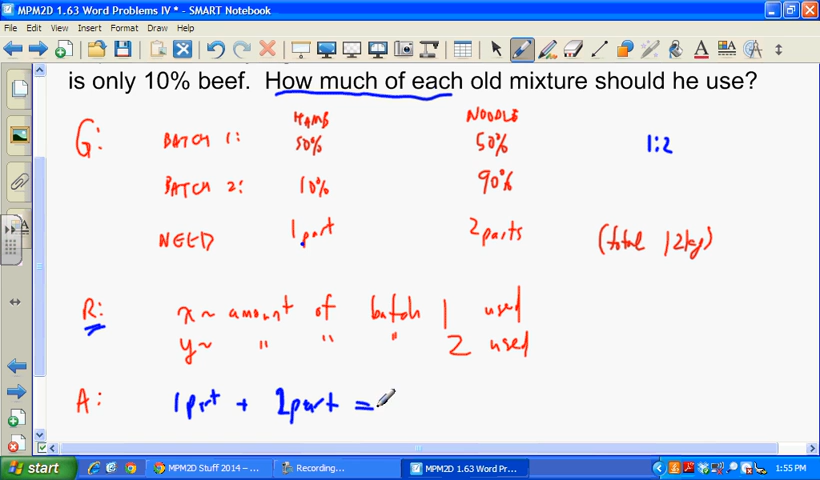 MPM2D 1.63 Word Problems IV * - SMART Notebook
File Edit View Insert Format Draw Help
is only 10% beef. How much of each old mixture should he use?
HAMB NOODLE
G: BATCH 1: 50% 50% 1:2
BATCH 2: 10% 90%
NEED 1 part 2 parts (total 12kg)
R: x ~ amount of batch 1 used
y ~ " " " 2 used
A: 1 part + 2 part =
start MPM2D Stuff 2014 – ... Recording... MPM2D 1.63 Word Pr... 1:55 PM